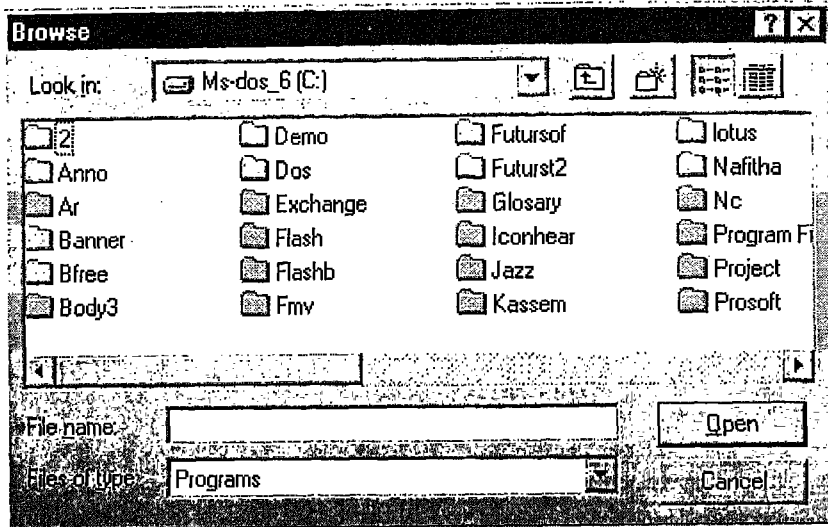 Browse
Look in: Ms-dos_6 (C:)
2 Demo Futursof lotus
Anno Dos Futurst2 Nafitha
Ar Exchange Glosary Nc
Banner Flash Iconhear Program Fi
Bfree Flashb Jazz Project
Body3 Fmv Kassem Prosoft
File name: Open
Files of type: Programs Cancel